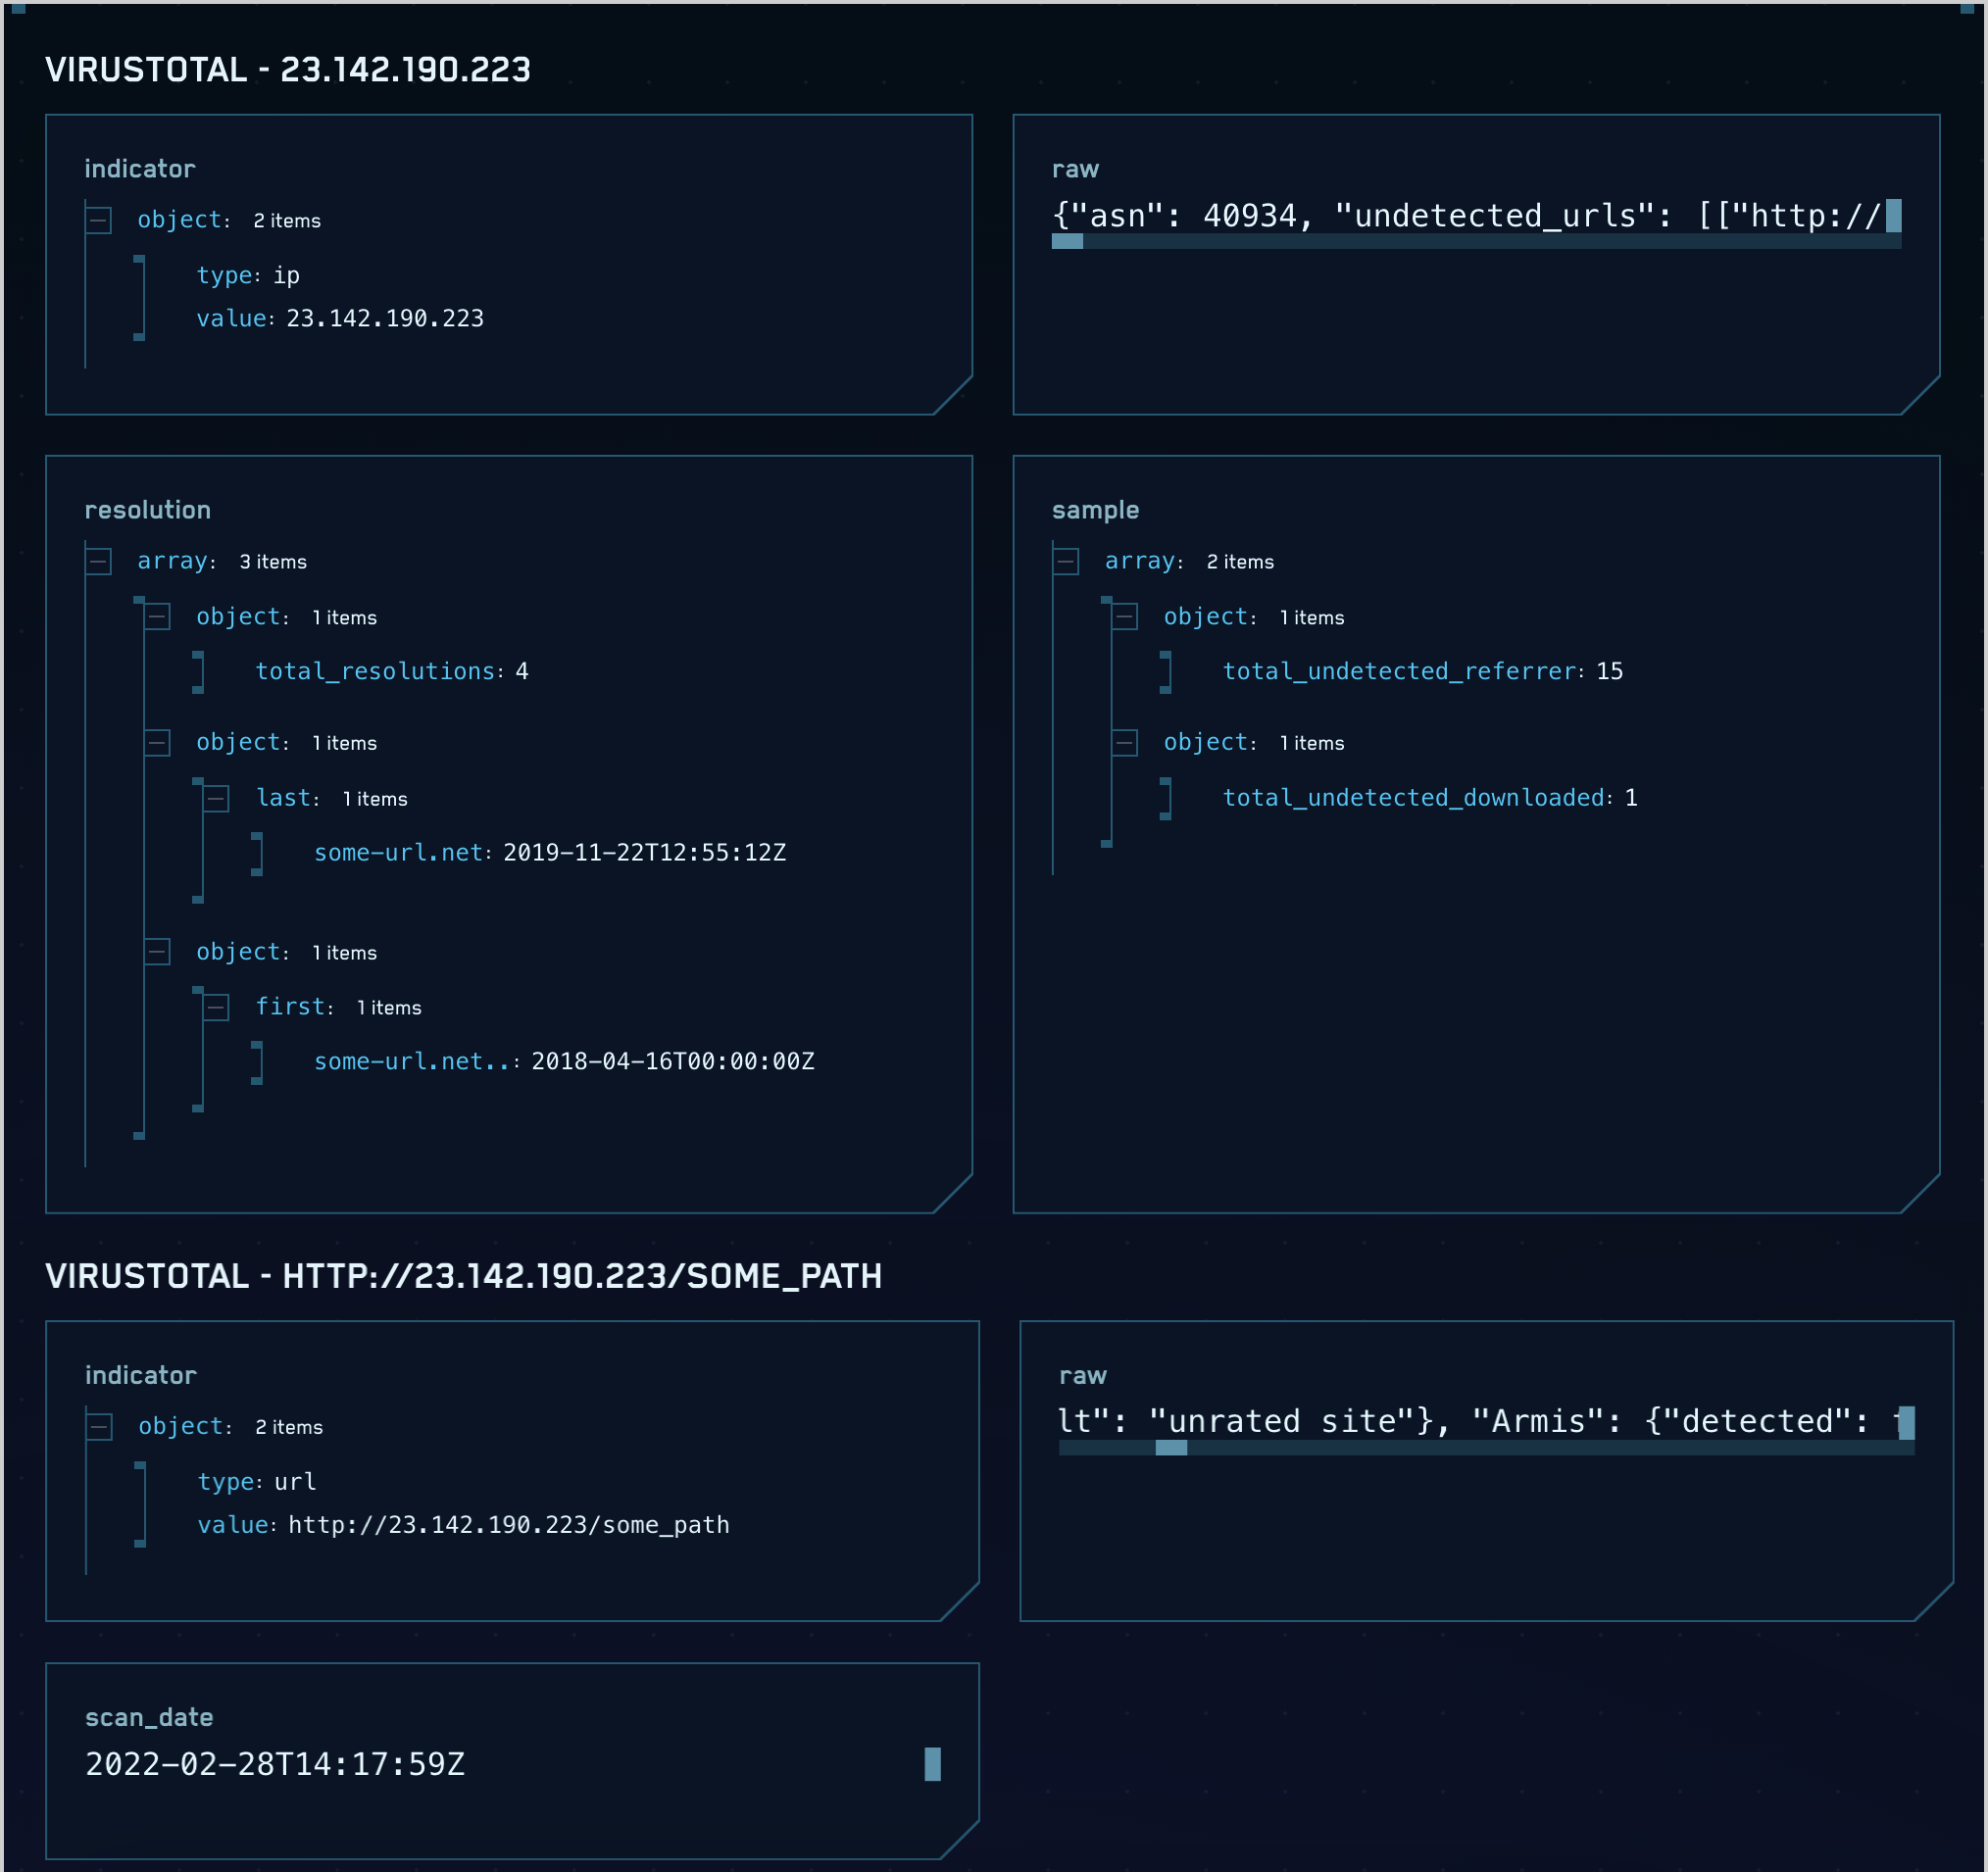 VIRUSTOTAL - 23.142.190.223
indicator
object: 2 items
type: ip
value: 23.142.190.223
raw
{"asn": 40934, "undetected_urls": [["http://
resolution
array: 3 items
object: 1 items
total_resolutions: 4
object: 1 items
last: 1 items
some-url.net: 2019-11-22T12:55:12Z
object: 1 items
first: 1 items
some-url.net..: 2018-04-16T00:00:00Z
sample
array: 2 items
object: 1 items
total_undetected_referrer: 15
object: 1 items
total_undetected_downloaded: 1
VIRUSTOTAL - HTTP://23.142.190.223/SOME_PATH
indicator
object: 2 items
type: url
value: http://23.142.190.223/some_path
raw
lt": "unrated site"}, "Armis": {"detected":
scan_date
2022-02-28T14:17:59Z